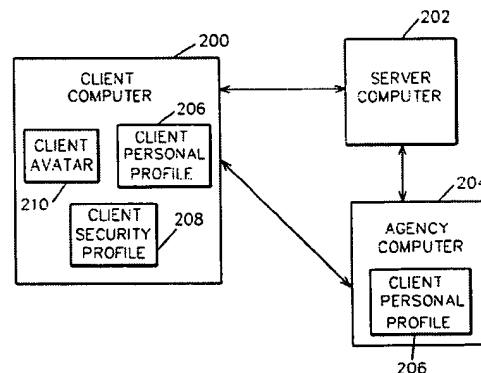 200
CLIENT
COMPUTER
206
CLIENT
PERSONAL
PROFILE
CLIENT
AVATAR
210
CLIENT
SECURITY
PROFILE
208
202
SERVER
COMPUTER
204
AGENCY
COMPUTER
CLIENT
PERSONAL
PROFILE
206